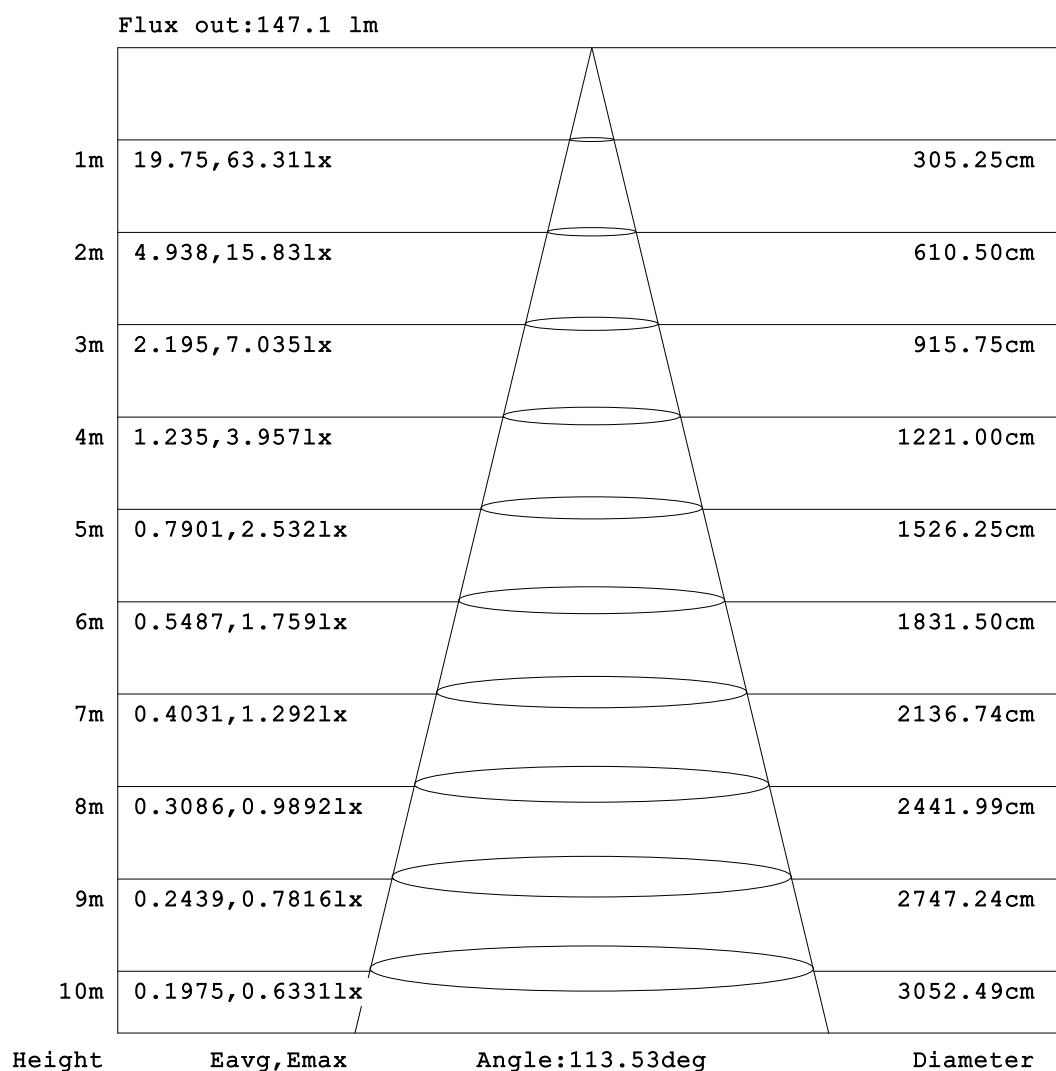 Flux out:147.1 lm
1m 19.75,63.31lx 305.25cm
2m 4.938,15.83lx 610.50cm
3m 2.195,7.035lx 915.75cm
4m 1.235,3.957lx 1221.00cm
5m 0.7901,2.532lx 1526.25cm
6m 0.5487,1.759lx 1831.50cm
7m 0.4031,1.292lx 2136.74cm
8m 0.3086,0.9892lx 2441.99cm
9m 0.2439,0.7816lx 2747.24cm
10m 0.1975,0.6331lx 3052.49cm
Height Eavg,Emax Angle:113.53deg Diameter